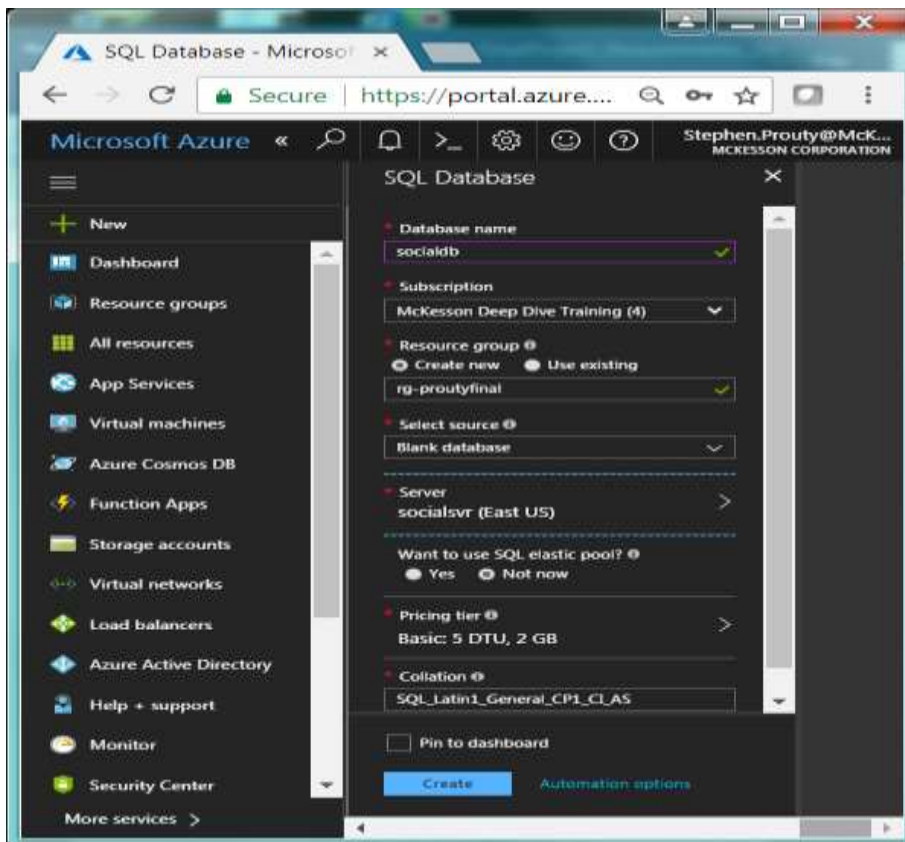 SQL Database - Microsof
Secure | https://portal.azure....
Microsoft Azure
Stephen.Prouty@McK...
MCKESSON CORPORATION
New
Dashboard
Resource groups
All resources
App Services
Virtual machines
Azure Cosmos DB
Function Apps
Storage accounts
Virtual networks
Load balancers
Azure Active Directory
Help + support
Monitor
Security Center
More services >
SQL Database
* Database name
socialdb
* Subscription
McKesson Deep Dive Training (4)
* Resource group
Create new Use existing
rg-proutyfinal
* Select source
Blank database
* Server
socialsvr (East US)
Want to use SQL elastic pool?
Yes Not now
* Pricing tier
Basic: 5 DTU, 2 GB
* Collation
SQL_Latin1_General_CP1_CI_AS
Pin to dashboard
Create
Automation options